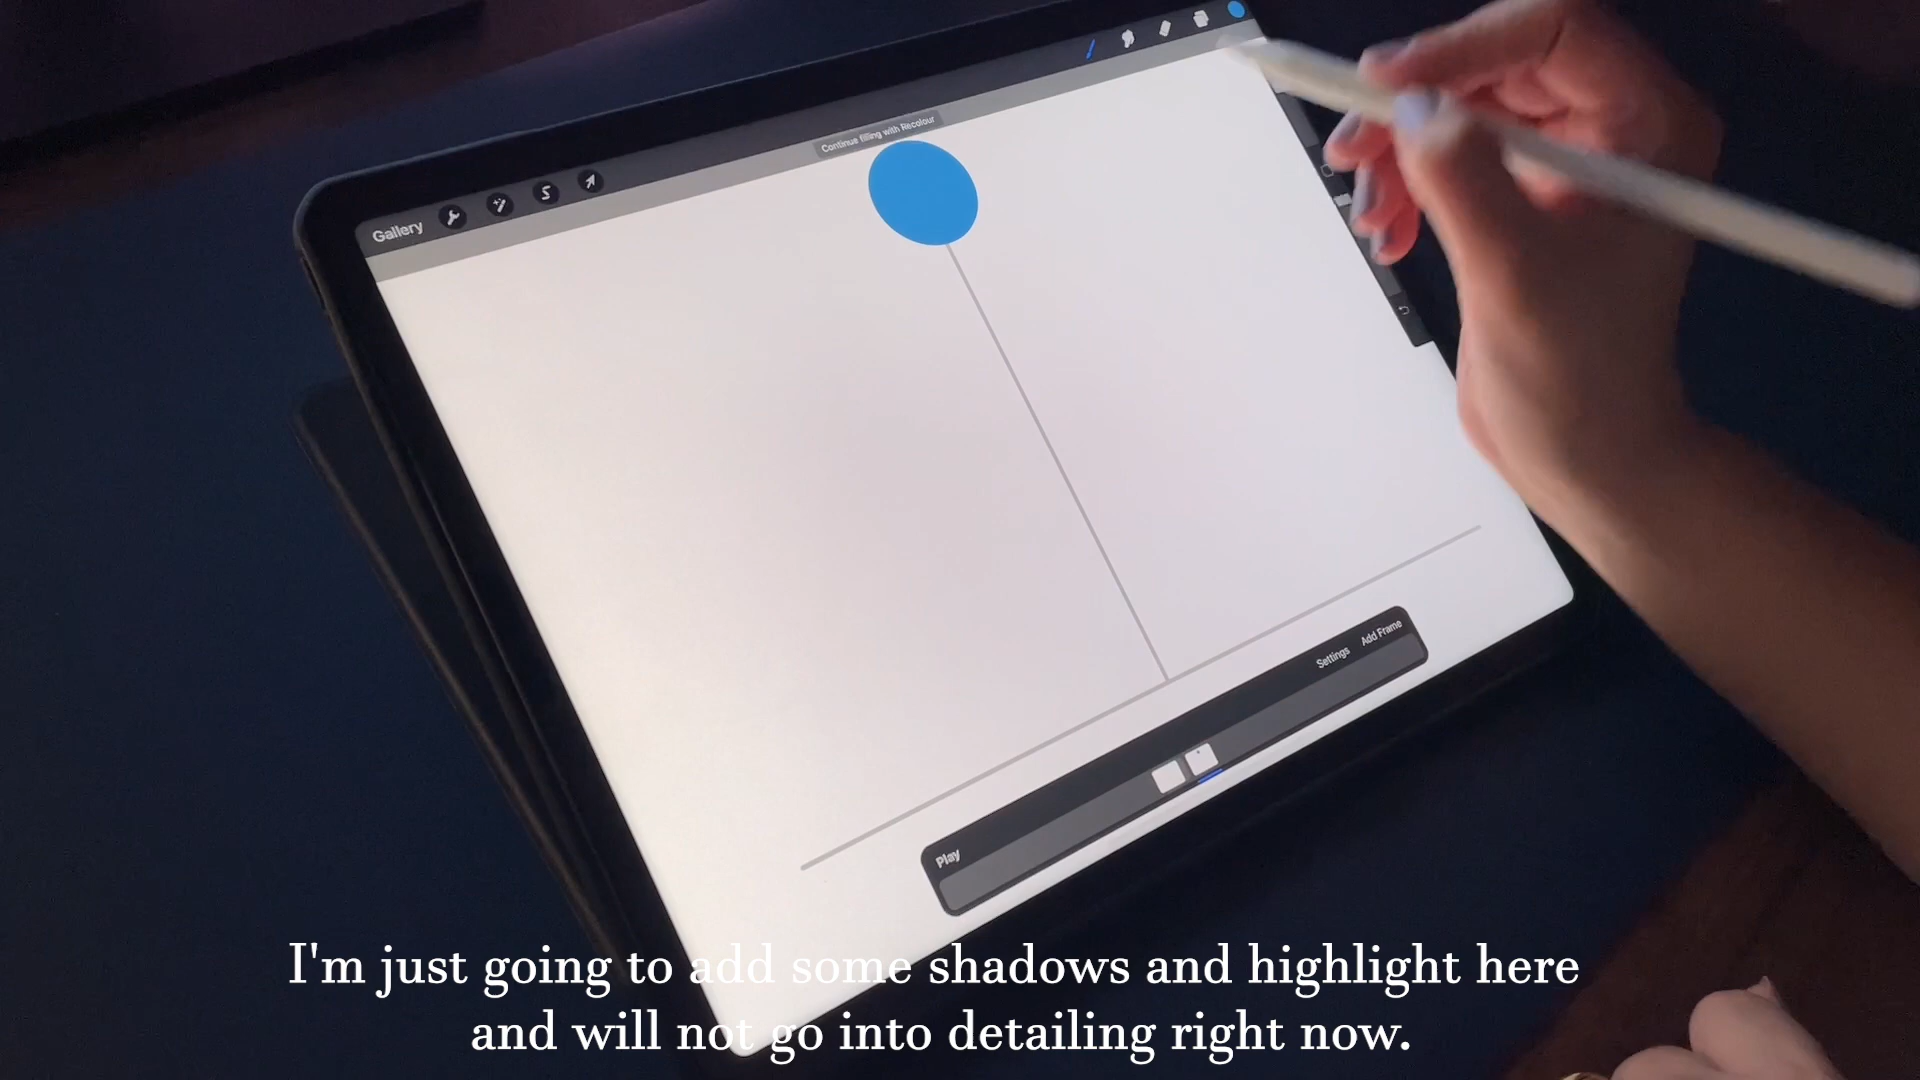 Gallery
Continue filling with Recolour
Settings
Add Frame
Play
I'm just going to add some shadows and highlight here
and will not go into detailing right now.